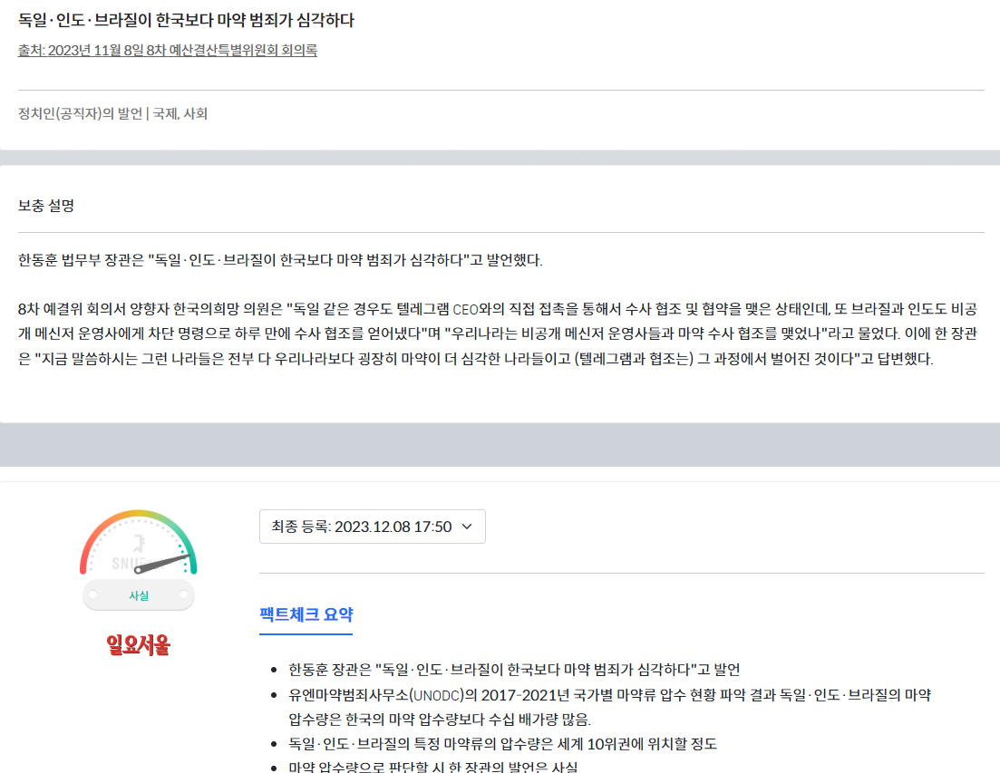 독일·인도·브라질이 한국보다 마약 범죄가 심각하다
출처: 2023년 11월 8일 8차 예산결산특별위원회 회의록
정치인(공직자)의 발언 | 국제, 사회
보충 설명
한동훈 법무부 장관은 "독일·인도·브라질이 한국보다 마약 범죄가 심각하다"고 발언했다.
8차 예결위 회의서 양향자 한국의희망 의원은 "독일 같은 경우도 텔레그램 CEO와의 직접 접촉을 통해서 수사 협조 및 협약을 맺은 상태인데, 또 브라질과 인도도 비공
개 메신저 운영사에게 차단 명령으로 하루 만에 수사 협조를 얻어냈다"며 "우리나라는 비공개 메신저 운영사들과 마약 수사 협조를 맺었나"라고 물었다. 이에 한 장관
은 "지금 말씀하시는 그런 나라들은 전부 다 우리나라보다 굉장히 마약이 더 심각한 나라들이고 (텔레그램과 협조는) 그 과정에서 벌어진 것이다"고 답변했다.
사실
일요서울
최종 등록: 2023.12.08 17:50
팩트체크 요약
한동훈 장관은 "독일·인도·브라질이 한국보다 마약 범죄가 심각하다"고 발언
유엔마약범죄사무소(UNODC)의 2017-2021년 국가별 마약류 압수 현황 파악 결과 독일·인도·브라질의 마약
압수량은 한국의 마약 압수량보다 수십 배가량 많음.
독일·인도·브라질의 특정 마약류의 압수량은 세계 10위권에 위치할 정도
마약 압수량으로 판단할 시 한 장관의 발언은 사실